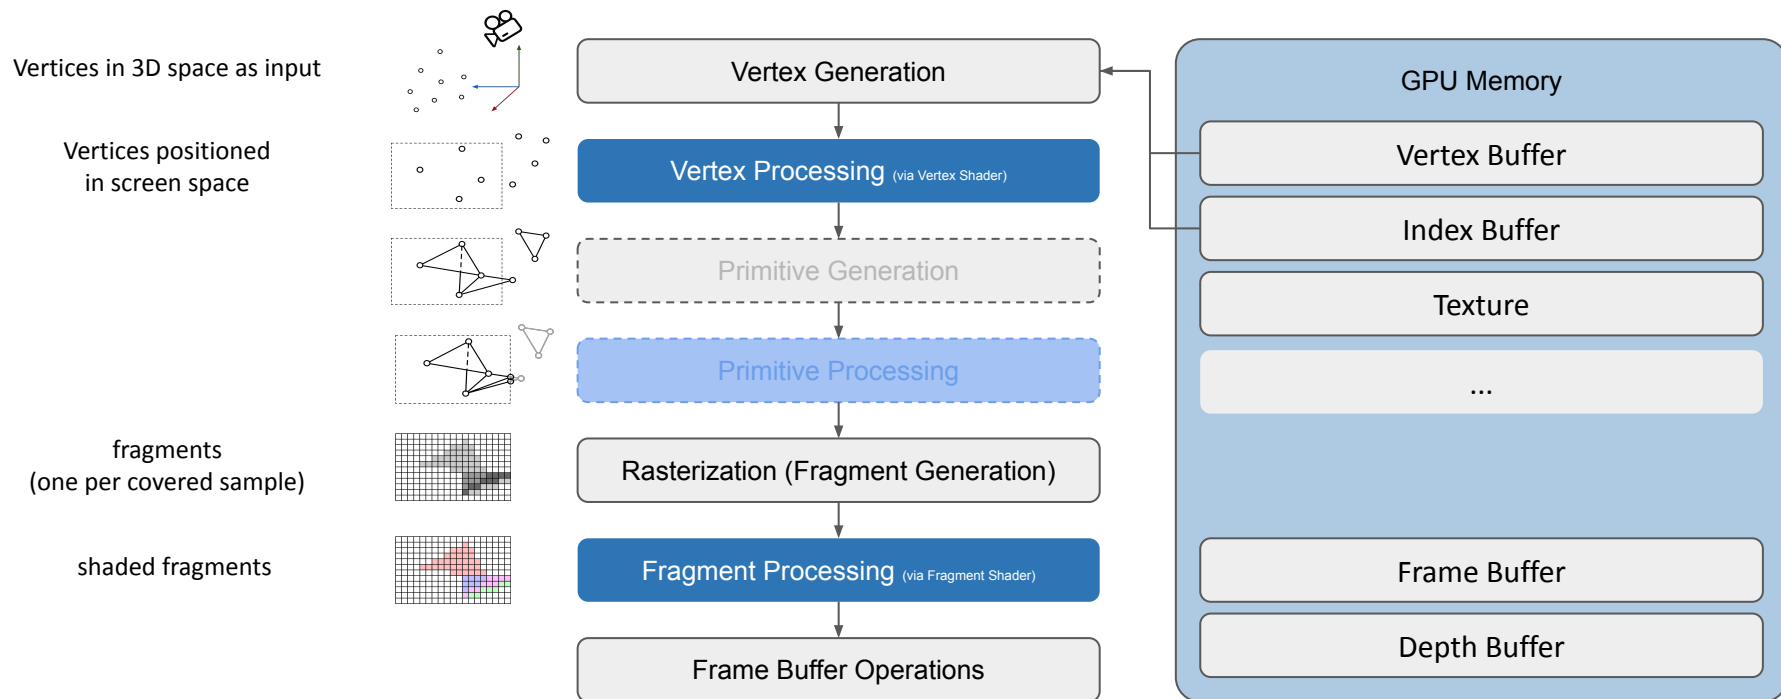 Vertices in 3D space as input
Vertex Generation
GPU Memory
Vertices positioned
in screen space
Vertex Processing (via Vertex Shader)
Vertex Buffer
Index Buffer
Primitive Generation
Texture
Primitive Processing
...
fragments
(one per covered sample)
Rasterization (Fragment Generation)
shaded fragments
Fragment Processing (via Fragment Shader)
Frame Buffer
Frame Buffer Operations
Depth Buffer